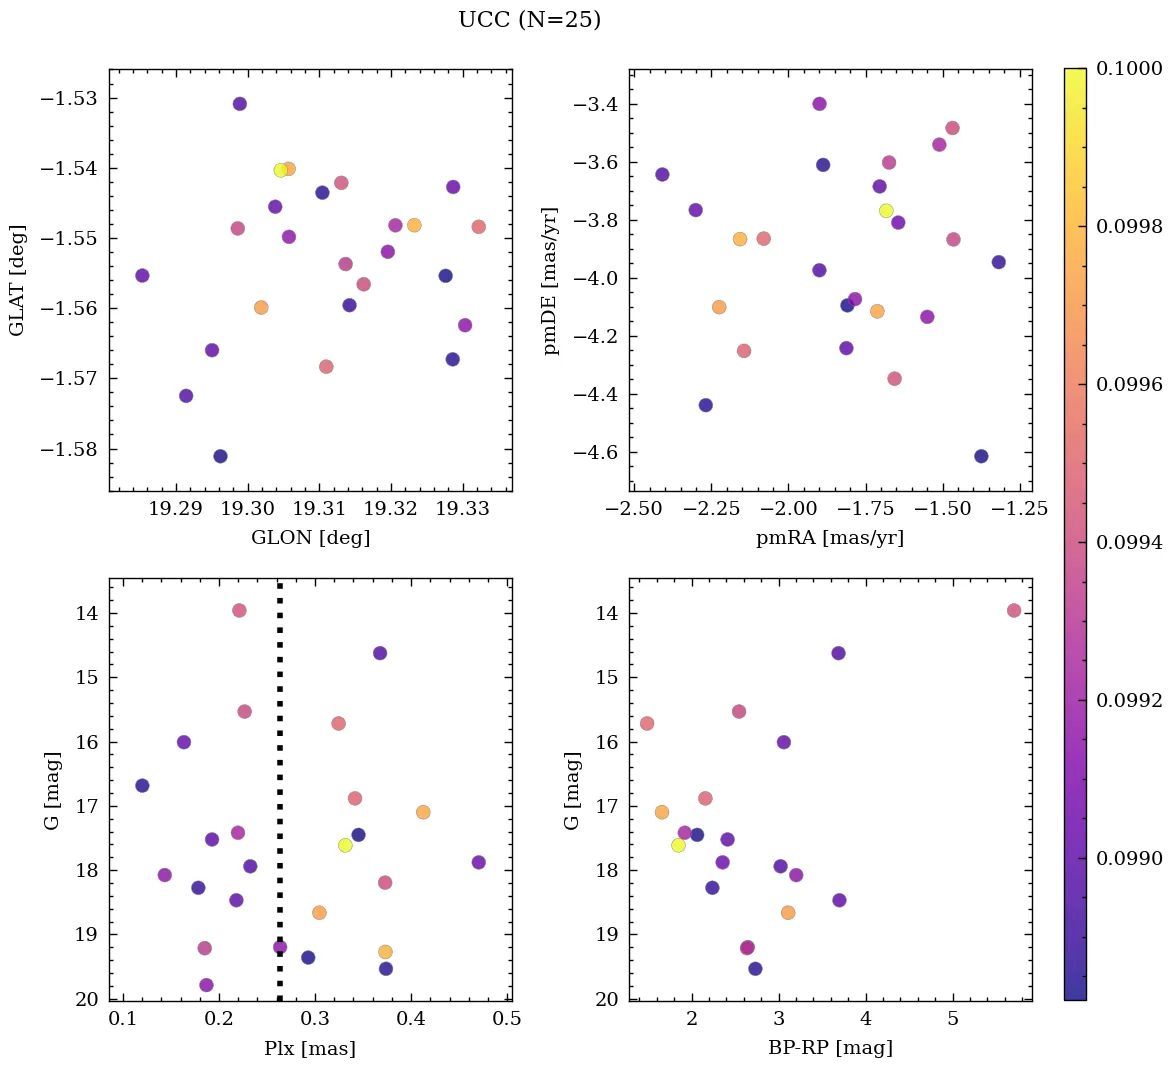 UCC (N=25)
−1.53
−1.54
−1.55
−1.56
−1.57
−1.58
GLAT [deg]
19.29 19.30 19.31 19.32 19.33
GLON [deg]
−3.4
−3.6
−3.8
−4.0
−4.2
−4.4
−4.6
pmDE [mas/yr]
−2.50 −2.25 −2.00 −1.75 −1.50 −1.25
pmRA [mas/yr]
14
15
16
17
18
19
20
G [mag]
0.1 0.2 0.3 0.4 0.5
Plx [mas]
14
15
16
17
18
19
20
G [mag]
2 3 4 5
BP-RP [mag]
0.1000
0.0998
0.0996
0.0994
0.0992
0.0990